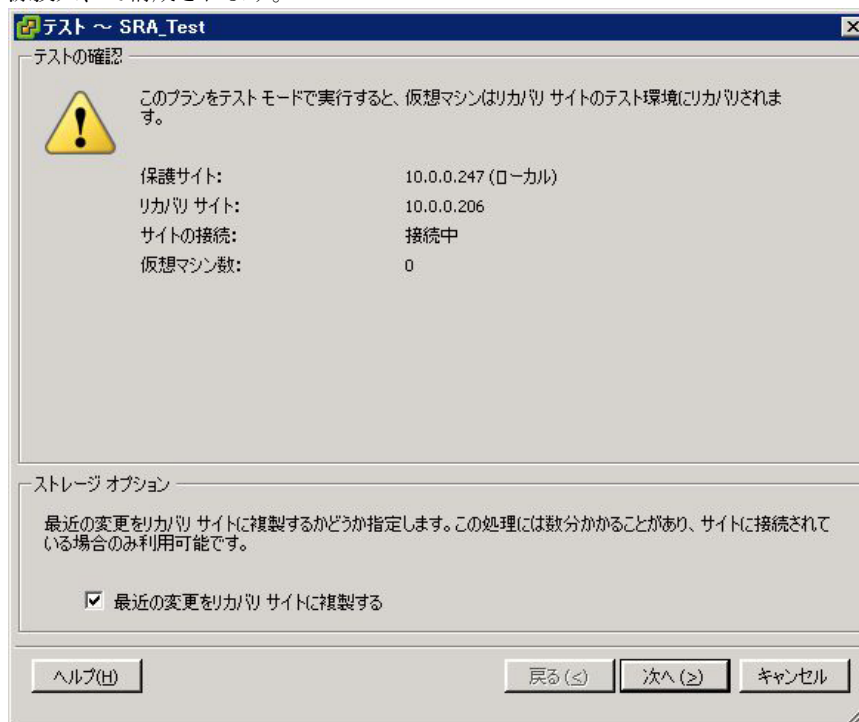 テスト ～ SRA_Test
テストの確認
このプランをテスト モードで実行すると、仮想マシンはリカバリ サイトのテスト環境にリカバリされま
す。
保護サイト: 10.0.0.247 (ローカル)
リカバリ サイト: 10.0.0.206
サイトの接続: 接続中
仮想マシン数: 0
ストレージ オプション
最近の変更をリカバリ サイトに複製するかどうか指定します。この処理には数分かかることがあり、サイトに接続されて
いる場合のみ利用可能です。
最近の変更をリカバリ サイトに複製する
ヘルプ(H) 戻る(≤) 次へ(≥) キャンセル